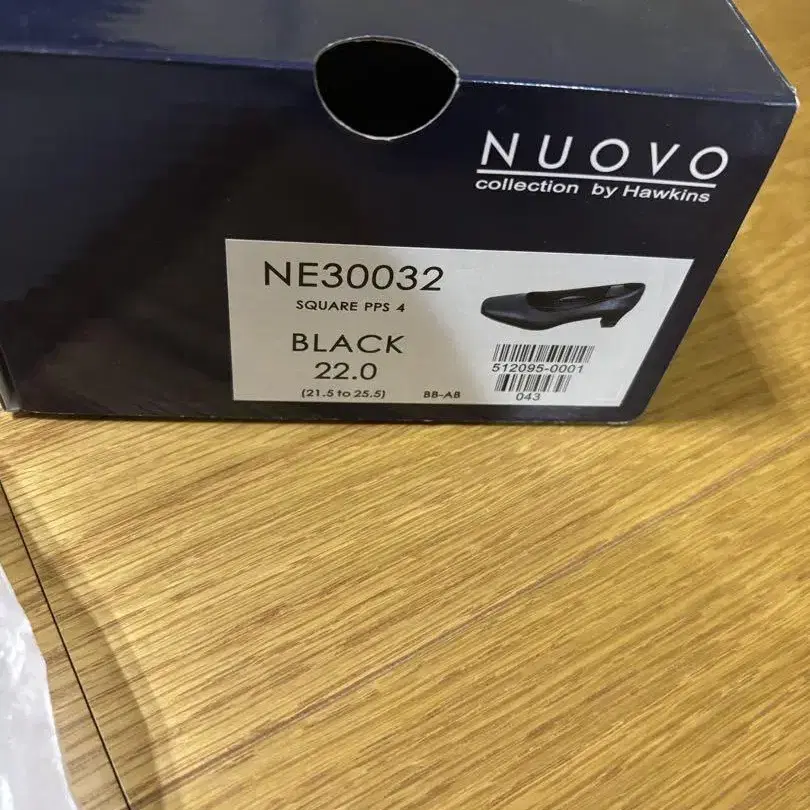 NUOVO
collection by Hawkins
NE30032
SQUARE PPS 4
BLACK
22.0
(21.5 to 25.5) BB-AB
512095-0001
043